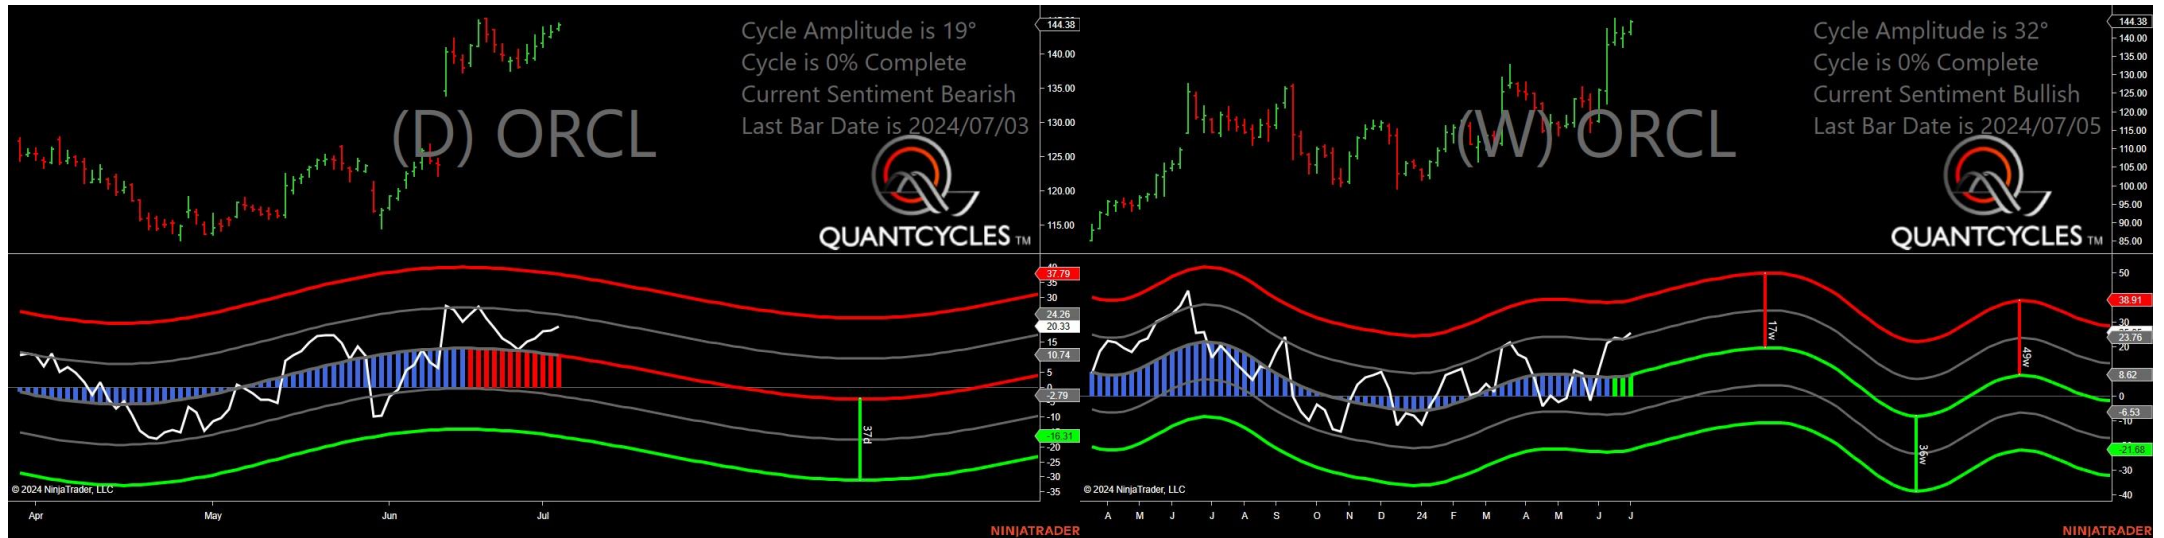 Cycle Amplitude is 19°
Cycle is 0% Complete
Current Sentiment Bearish
Last Bar Date is 2024/07/03
(D) ORCL
QUANTCYCLES TM
144.38
140.00
135.00
130.00
125.00
120.00
115.00
37.79
35
30
24.26
20.33
15
10.74
5
0
-2.79
-10
-16.31
-20
-25
-30
-35
37d
© 2024 NinjaTrader, LLC
Apr May Jun Jul
NINJATRADER
Cycle Amplitude is 32°
Cycle is 0% Complete
Current Sentiment Bullish
Last Bar Date is 2024/07/05
(W) ORCL
QUANTCYCLES TM
144.38
140.00
135.00
130.00
125.00
120.00
115.00
110.00
105.00
100.00
95.00
90.00
85.00
50
38.91
30
23.76
20
8.62
0
-6.53
-10
-21.68
-30
-40
17w
49w
36w
© 2024 NinjaTrader, LLC
A M J J A S O N D 24 F M A M J J
NINJATRADER